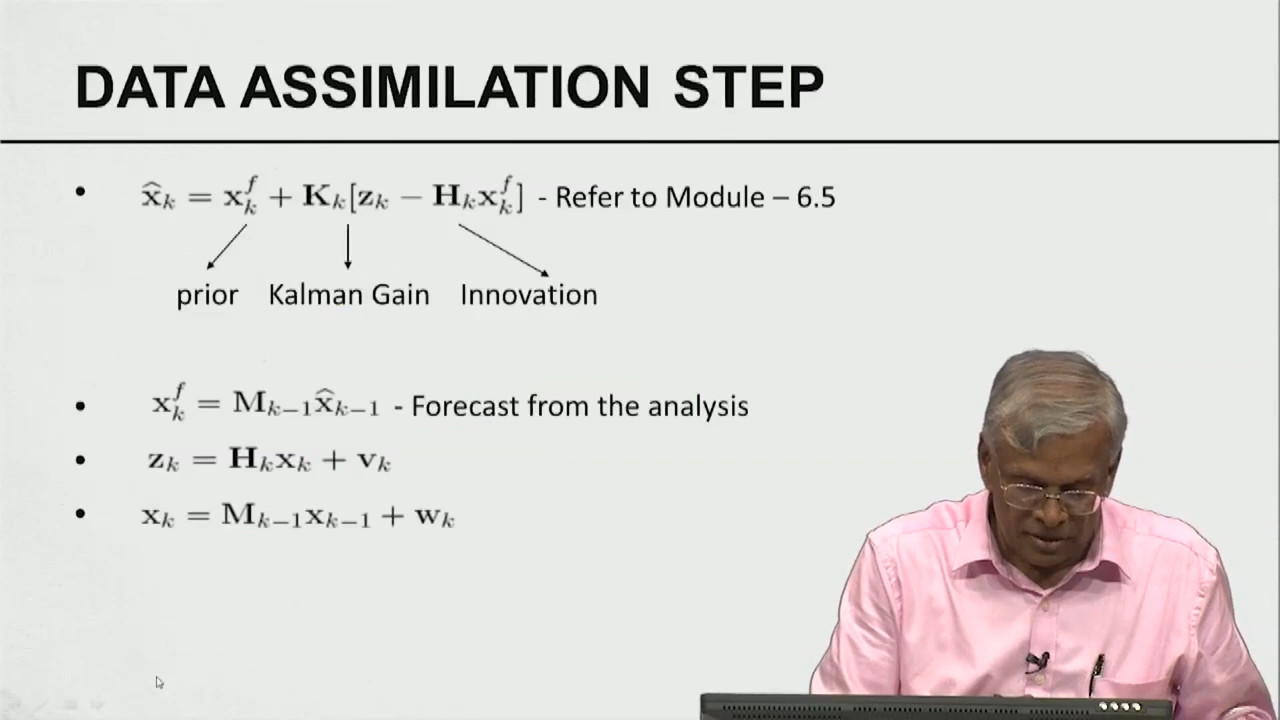 DATA ASSIMILATION STEP
• x̂ₖ = xₖᶠ + Kₖ[zₖ − Hₖxₖᶠ] - Refer to Module – 6.5
prior Kalman Gain Innovation
• xₖᶠ = Mₖ₋₁x̂ₖ₋₁ - Forecast from the analysis
• zₖ = Hₖxₖ + vₖ
• xₖ = Mₖ₋₁xₖ₋₁ + wₖ